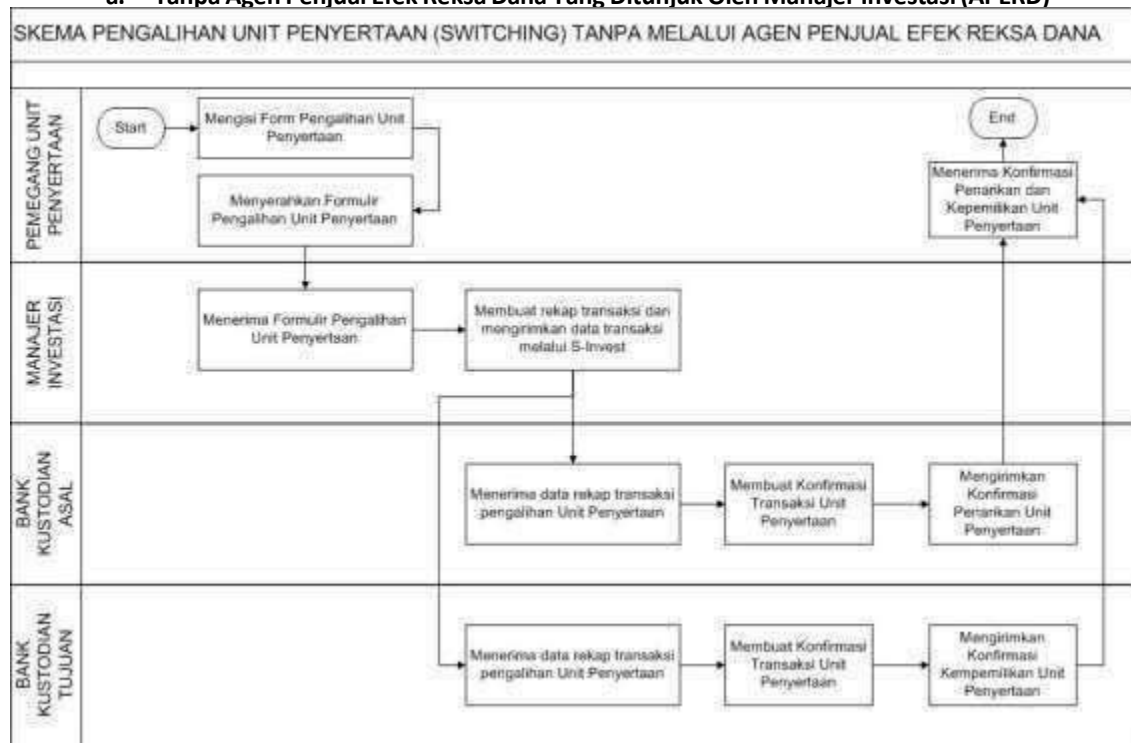 a. Tanpa Agen Penjual Efek Reksa Dana Yang Ditunjuk Oleh Manajer Investasi (APERD)
SKEMA PENGALIHAN UNIT PENYERTAAN (SWITCHING) TANPA MELALUI AGEN PENJUAL EFEK REKSA DANA
PEMEGANG UNIT
PENYERTAAN
Start
Mengisi Form Pengalihan Unit
Penyertaan
Menyerahkan Formulir
Pengalihan Unit Penyertaan
End
Menerima Konfirmasi
Penarikan dan
Kepemilikan Unit
Penyertaan
MANAJER
INVESTASI
Menerima Formulir Pengalihan
Unit Penyertaan
Membuat rekap transaksi dan
mengirimkan data transaksi
melalui S-Invest
BANK
KUSTODIAN
ASAL
Menerima data rekap transaksi
pengalihan Unit Penyertaan
Membuat Konfirmasi
Transaksi Unit
Penyertaan
Mengirimkan
Konfirmasi
Penarikan Unit
Penyertaan
BANK
KUSTODIAN
TUJUAN
Menerima data rekap transaksi
pengalihan Unit Penyertaan
Membuat Konfirmasi
Transaksi Unit
Penyertaan
Mengirimkan
Konfirmasi
Kempemilikan Unit
Penyertaan